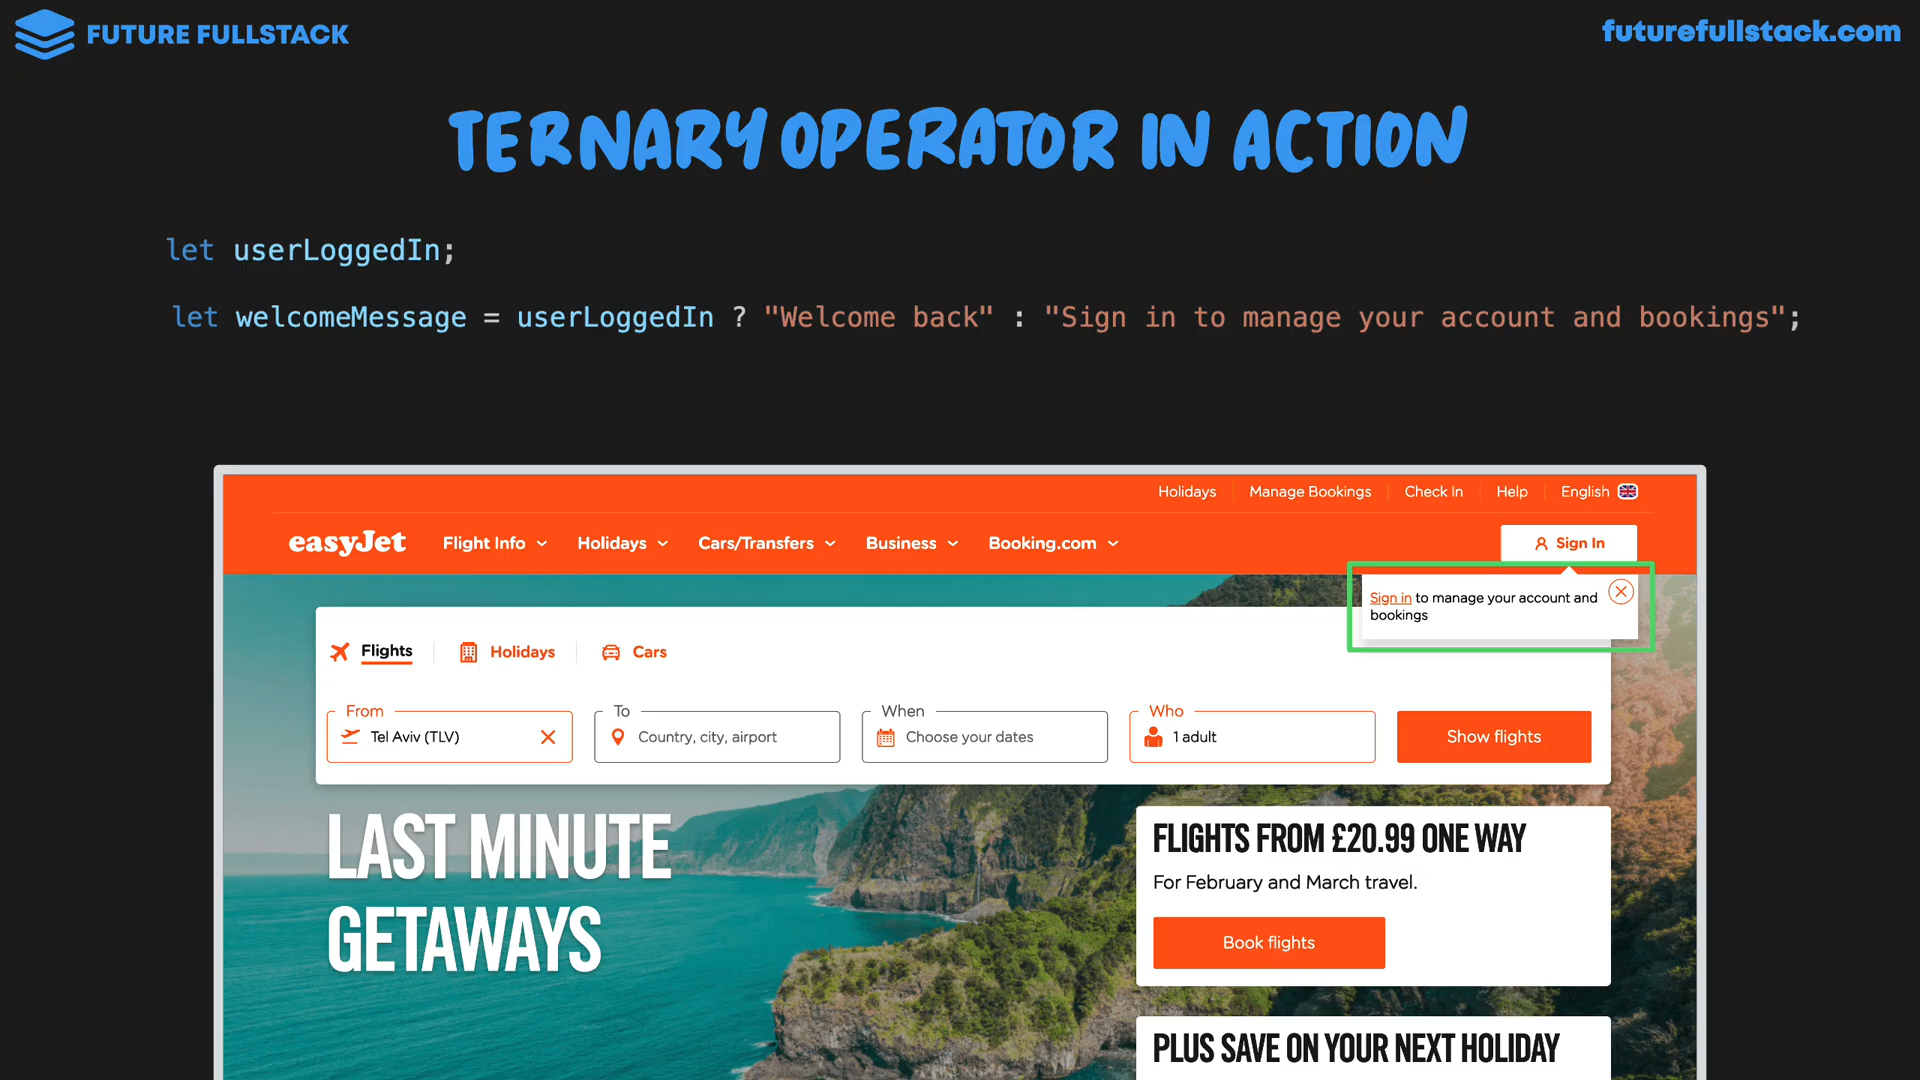 FUTURE FULLSTACK
futurefullstack.com
TERNARY OPERATOR IN ACTION
let userLoggedIn;
let welcomeMessage = userLoggedIn ? "Welcome back" : "Sign in to manage your account and bookings";
Holidays Manage Bookings Check In Help English
easyJet Flight Info Holidays Cars/Transfers Business Booking.com Sign In
Sign in to manage your account and
bookings
Flights Holidays Cars
From To When Who
Tel Aviv (TLV) Country, city, airport Choose your dates 1 adult Show flights
LAST MINUTE
GETAWAYS
FLIGHTS FROM £20.99 ONE WAY
For February and March travel.
Book flights
PLUS SAVE ON YOUR NEXT HOLIDAY